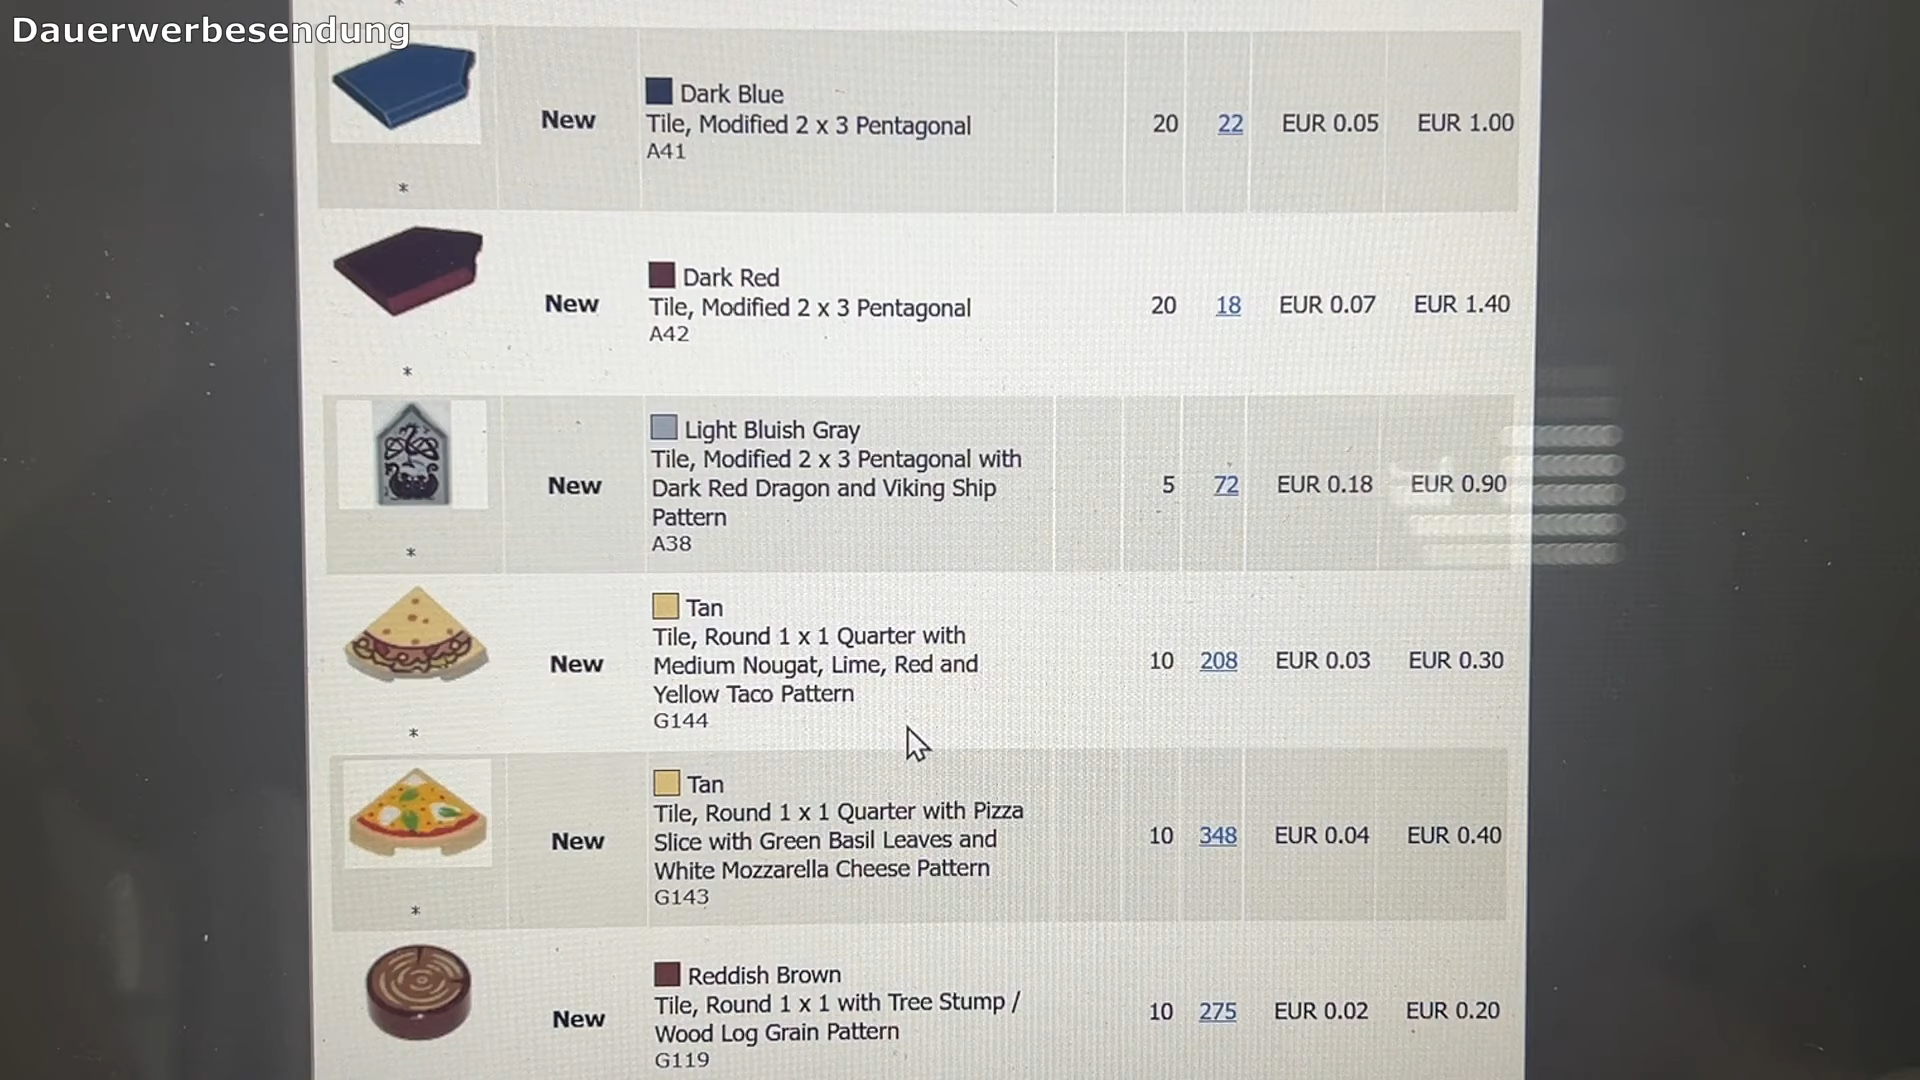 Dauerwerbesendung
*
New
Dark Blue
Tile, Modified 2 x 3 Pentagonal
A41
20 22 EUR 0.05 EUR 1.00
*
New
Dark Red
Tile, Modified 2 x 3 Pentagonal
A42
20 18 EUR 0.07 EUR 1.40
*
New
Light Bluish Gray
Tile, Modified 2 x 3 Pentagonal with
Dark Red Dragon and Viking Ship
Pattern
A38
5 72 EUR 0.18 EUR 0.90
*
New
Tan
Tile, Round 1 x 1 Quarter with
Medium Nougat, Lime, Red and
Yellow Taco Pattern
G144
10 208 EUR 0.03 EUR 0.30
*
New
Tan
Tile, Round 1 x 1 Quarter with Pizza
Slice with Green Basil Leaves and
White Mozzarella Cheese Pattern
G143
10 348 EUR 0.04 EUR 0.40
*
New
Reddish Brown
Tile, Round 1 x 1 with Tree Stump /
Wood Log Grain Pattern
G119
10 275 EUR 0.02 EUR 0.20